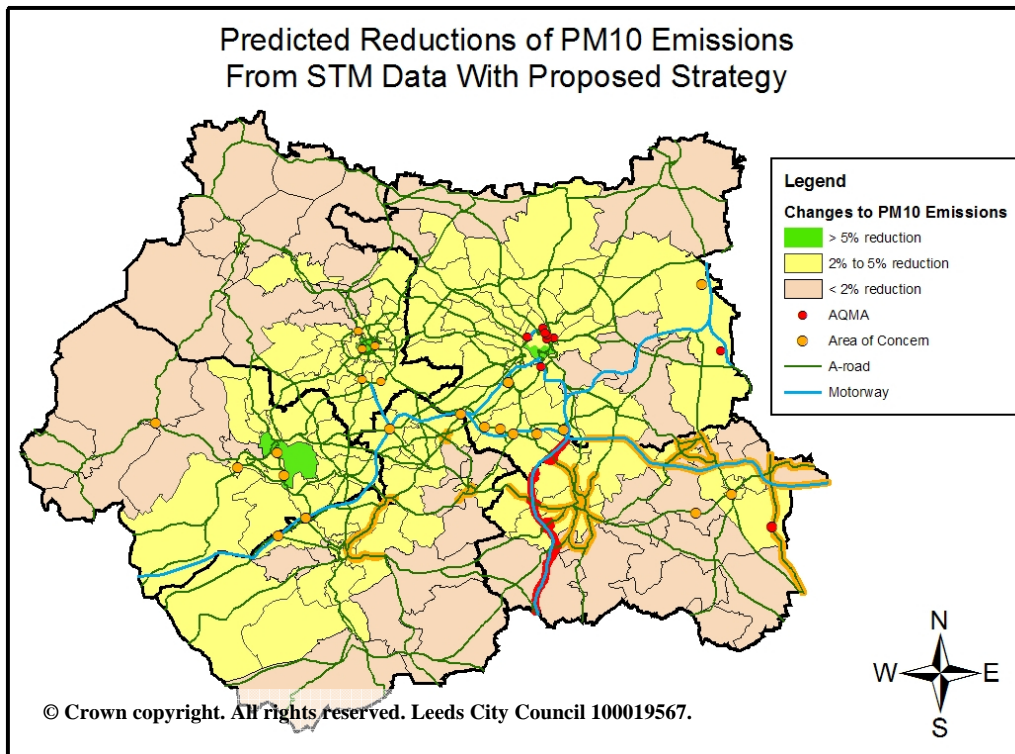 Predicted Reductions of PM10 Emissions
From STM Data With Proposed Strategy
Legend
Changes to PM10 Emissions
> 5% reduction
2% to 5% reduction
< 2% reduction
AQMA
Area of Concern
A-road
Motorway
N
W E
S
© Crown copyright. All rights reserved. Leeds City Council 100019567.